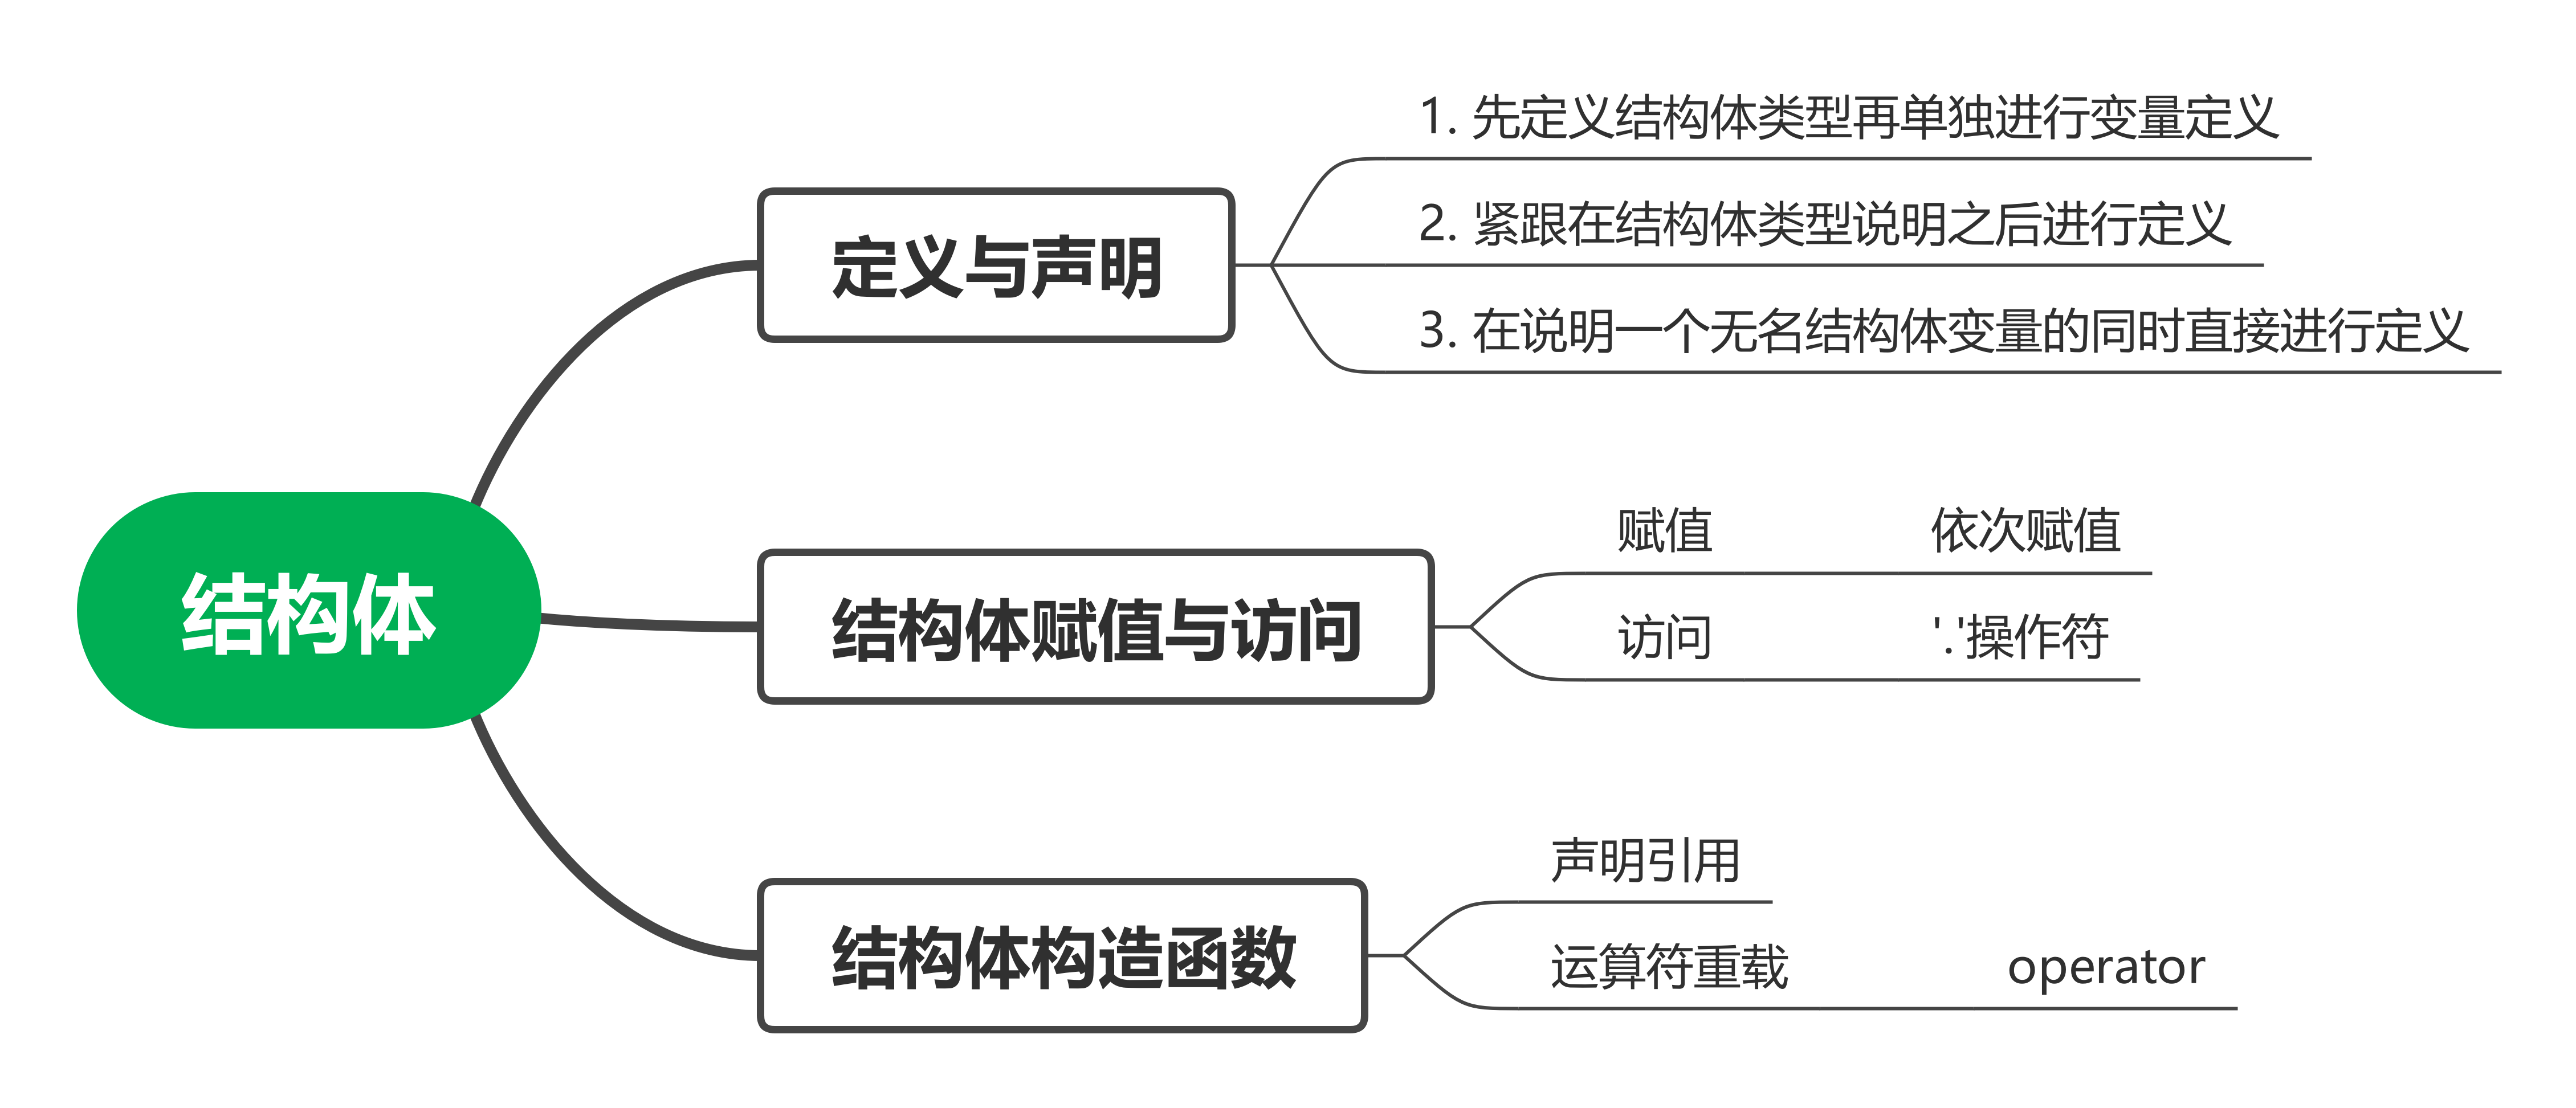 结构体
定义与声明
1. 先定义结构体类型再单独进行变量定义
2. 紧跟在结构体类型说明之后进行定义
3. 在说明一个无名结构体变量的同时直接进行定义
结构体赋值与访问
赋值 依次赋值
访问 '.'操作符
结构体构造函数
声明引用
运算符重载 operator